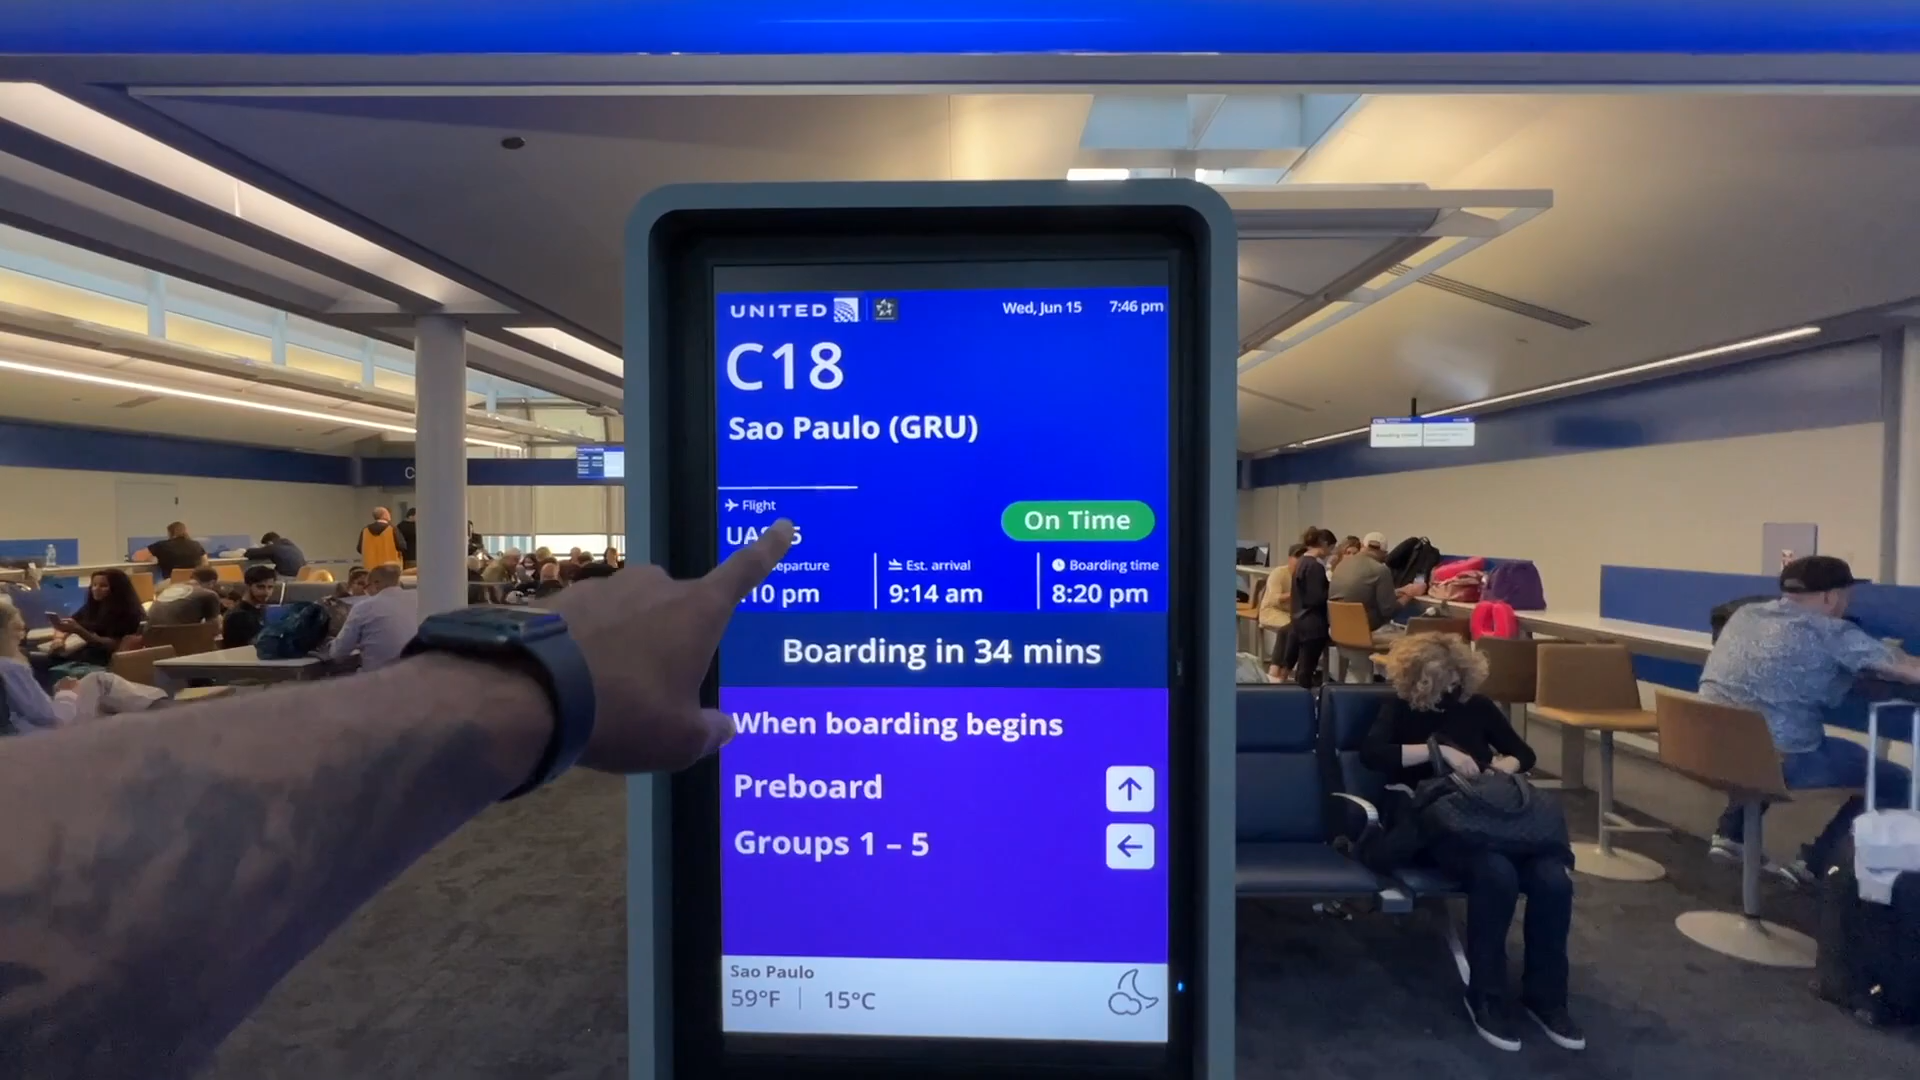 UNITED Wed, Jun 15 7:46 pm
C18
Sao Paulo (GRU)
Flight
On Time
Est. arrival Boarding time
9:14 am 8:20 pm
Boarding in 34 mins
When boarding begins
Preboard
Groups 1 – 5
Sao Paulo
59°F 15°C